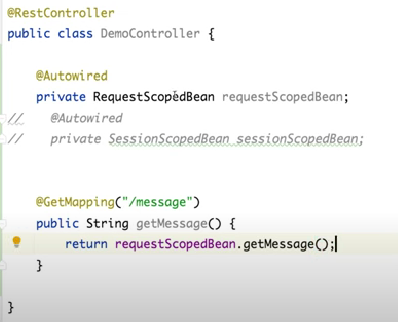 @RestController
public class DemoController {
@Autowired
private RequestScopedBean requestScopedBean;
// @Autowired
// private SessionScopedBean sessionScopedBean;
@GetMapping("/message")
public String getMessage() {
return requestScopedBean.getMessage();
}
}